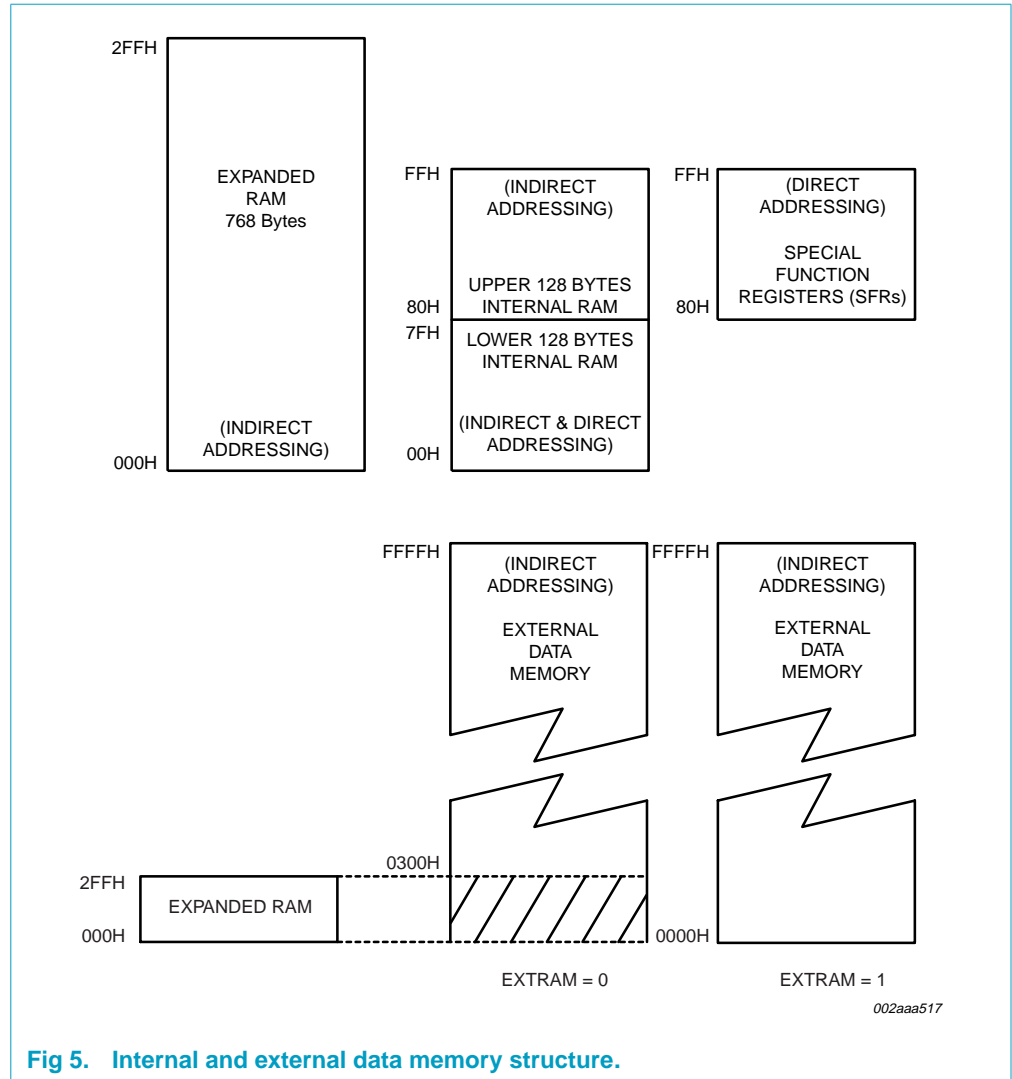 2FFH
EXPANDED
RAM
768 Bytes
(INDIRECT
ADDRESSING)
000H
FFH
(INDIRECT
ADDRESSING)
UPPER 128 BYTES
INTERNAL RAM
80H
7FH
LOWER 128 BYTES
INTERNAL RAM
(INDIRECT & DIRECT
ADDRESSING)
00H
FFH
(DIRECT
ADDRESSING)
SPECIAL
FUNCTION
REGISTERS (SFRs)
80H
FFFFH
(INDIRECT
ADDRESSING)
EXTERNAL
DATA
MEMORY
FFFFH
(INDIRECT
ADDRESSING)
EXTERNAL
DATA
MEMORY
0300H
2FFH
EXPANDED RAM
000H
0000H
EXTRAM = 0
EXTRAM = 1
002aaa517
Fig 5. Internal and external data memory structure.